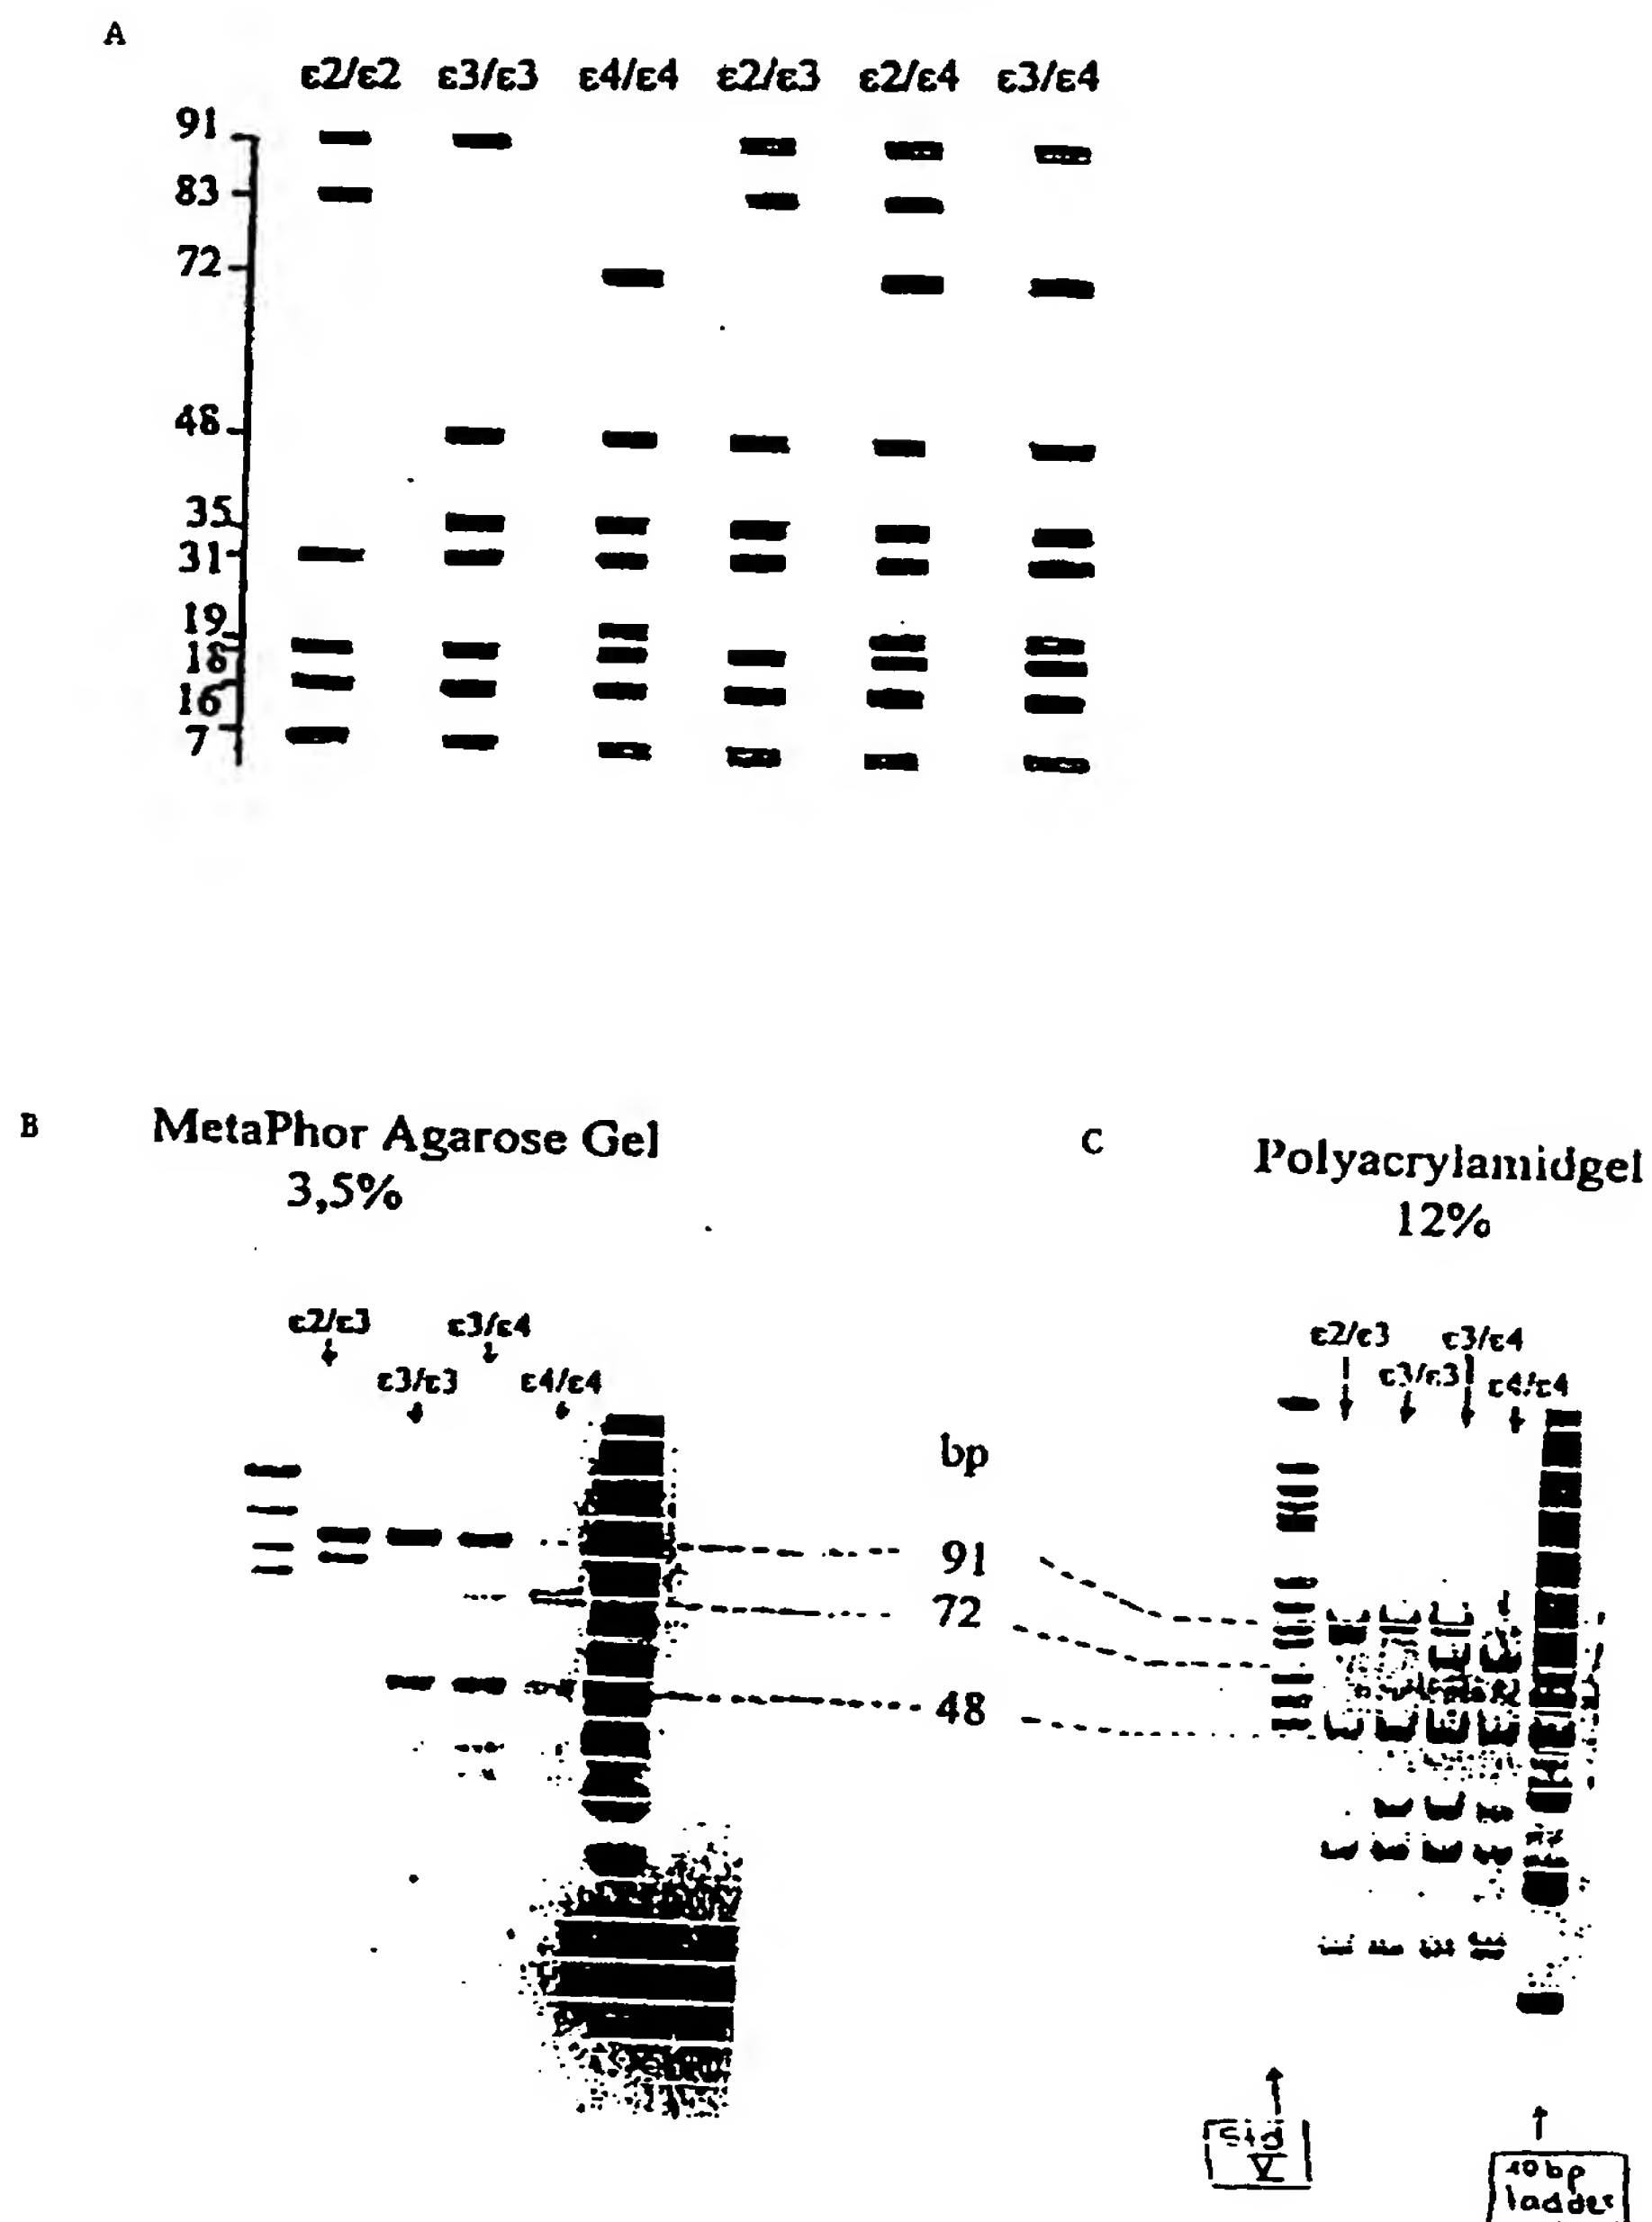 A
ε2/ε2 ε3/ε3 ε4/ε4 ε2/ε3 ε2/ε4 ε3/ε4
91
83
72
48
35
31
19
18
16
7
B
MetaPhor Agarose Gel
3,5%
C
Polyacrylamidgel
12%
ε2/ε3
ε3/ε4
ε3/ε3
ε4/ε4
ε2/ε3
ε3/ε4
ε3/ε3
ε4/ε4
bp
91
72
48
Std
V
10bp
ladder